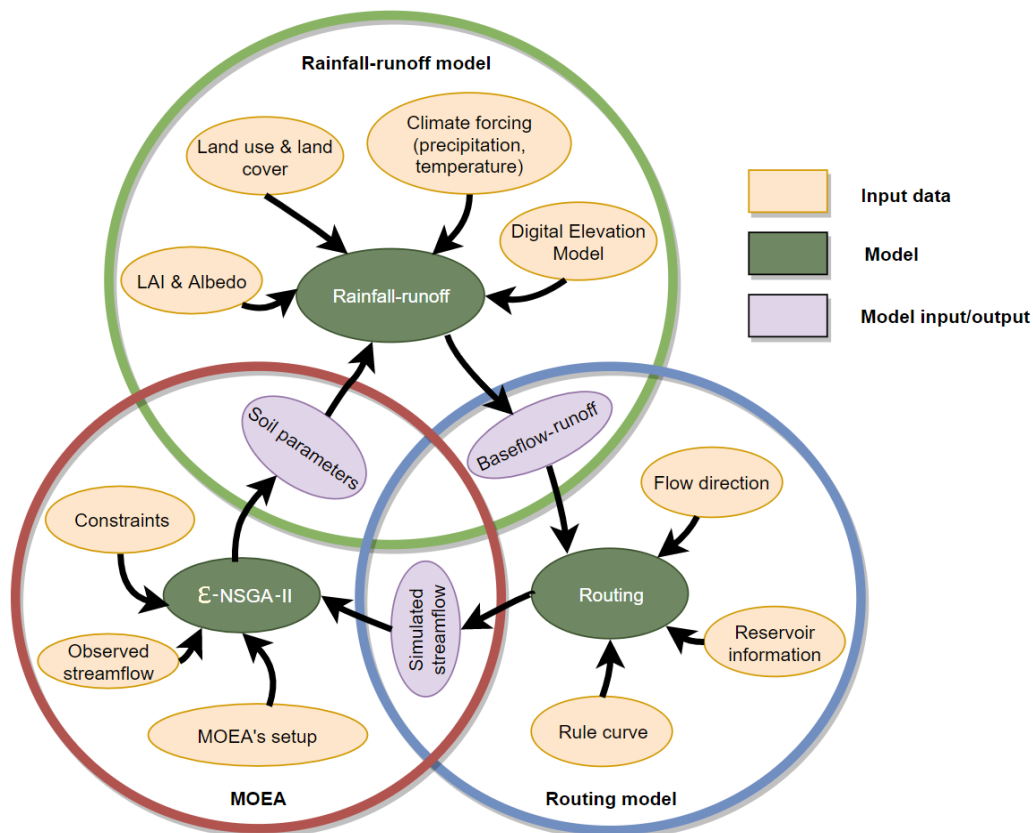 Rainfall-runoff model
Climate forcing
(precipitation,
temperature)
Land use & land
cover
Digital Elevation
Model
LAI & Albedo
Rainfall-runoff
Input data
Model
Model input/output
Soil parameters
Baseflow-runoff
Flow direction
Constraints
Ɛ-NSGA-II
Simulated
streamflow
Routing
Observed
streamflow
Reservoir
information
MOEA's setup
Rule curve
MOEA
Routing model